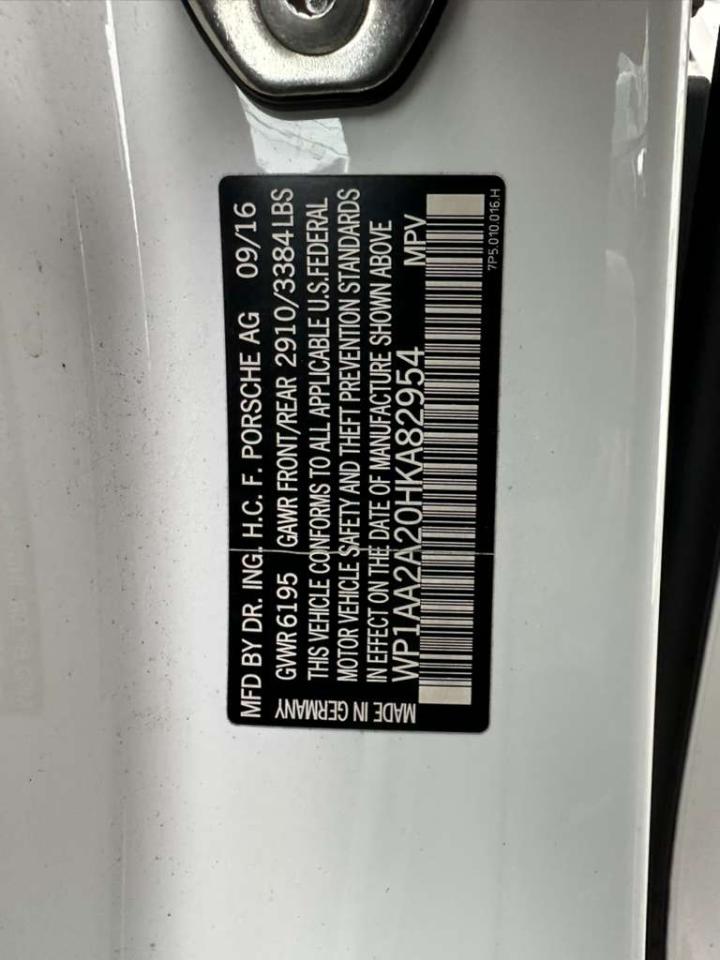 MFD BY DR. ING. H.C. F. PORSCHE AG 09/16
GVWR 6195 GAWR FRONT/REAR 2910/3384 LBS
THIS VEHICLE CONFORMS TO ALL APPLICABLE U.S. FEDERAL
MOTOR VEHICLE SAFETY AND THEFT PREVENTION STANDARDS
IN EFFECT ON THE DATE OF MANUFACTURE SHOWN ABOVE
WP1AA2A20HKA82954 MPV
MADE IN GERMANY
7P5.010.016.H